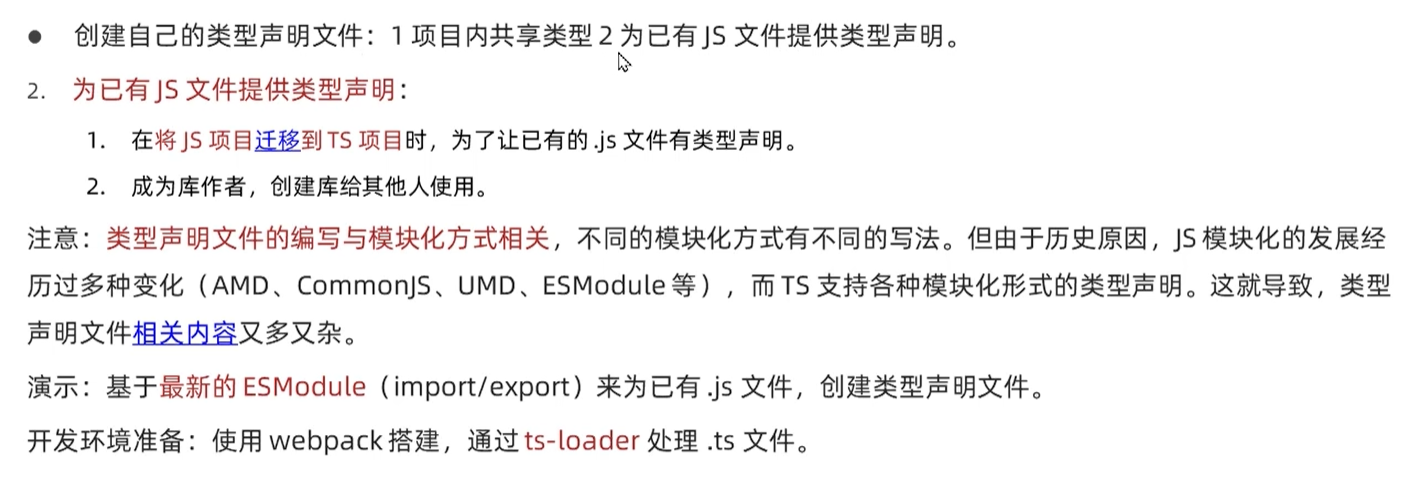 ● 创建自己的类型声明文件：1 项目内共享类型 2 为已有 JS 文件提供类型声明。
2. 为已有 JS 文件提供类型声明：
1. 在将 JS 项目迁移到 TS 项目时，为了让已有的 .js 文件有类型声明。
2. 成为库作者，创建库给其他人使用。
注意：类型声明文件的编写与模块化方式相关，不同的模块化方式有不同的写法。但由于历史原因，JS 模块化的发展经
历过多种变化（AMD、CommonJS、UMD、ESModule 等），而 TS 支持各种模块化形式的类型声明。这就导致，类型
声明文件相关内容又多又杂。
演示：基于最新的 ESModule（import/export）来为已有 .js 文件，创建类型声明文件。
开发环境准备：使用 webpack 搭建，通过 ts-loader 处理 .ts 文件。